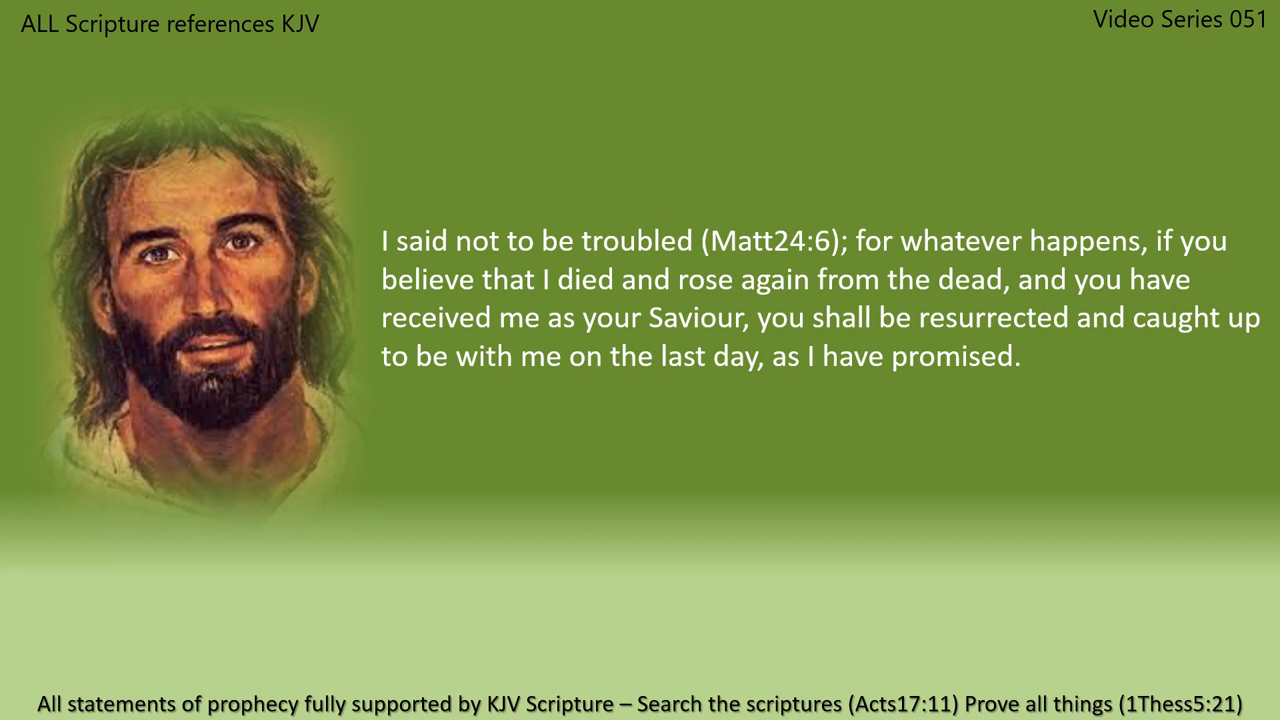 ALL Scripture references KJV
Video Series 051
I said not to be troubled (Matt24:6); for whatever happens, if you
believe that I died and rose again from the dead, and you have
received me as your Saviour, you shall be resurrected and caught up
to be with me on the last day, as I have promised.
All statements of prophecy fully supported by KJV Scripture – Search the scriptures (Acts17:11) Prove all things (1Thess5:21)